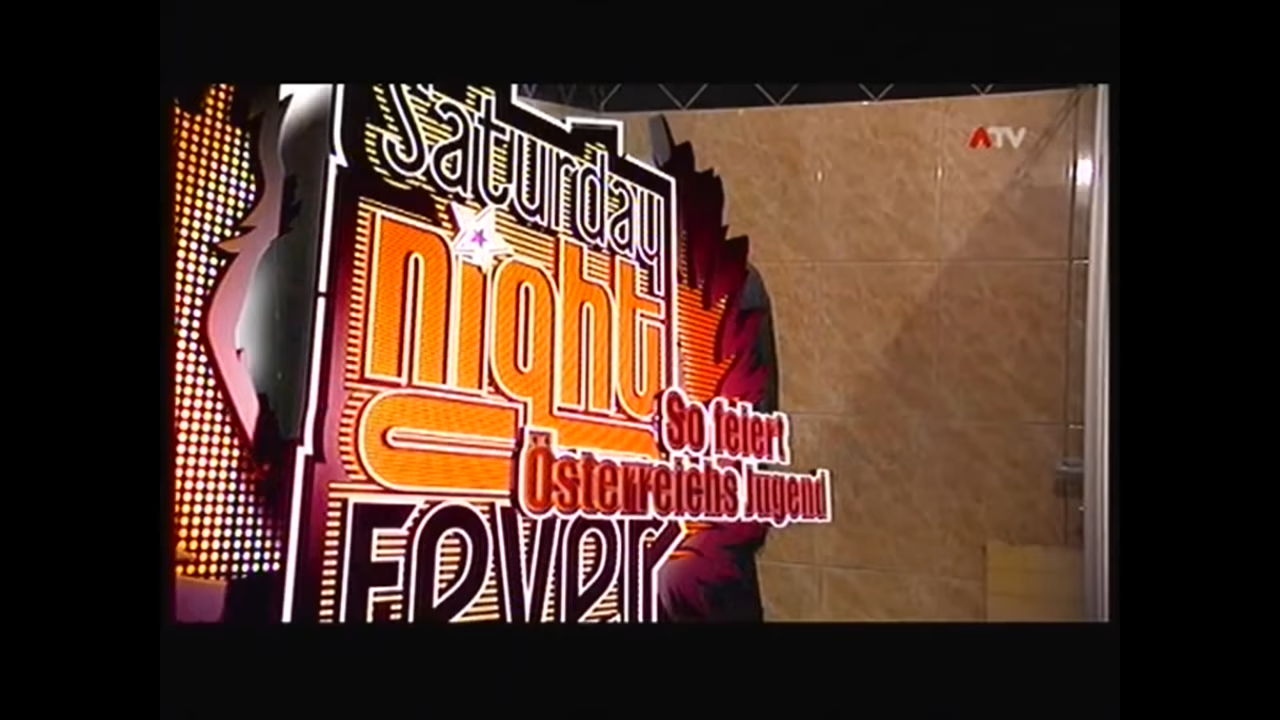 ATV
Saturday
night
Fever
So feiert
Österreichs Jugend